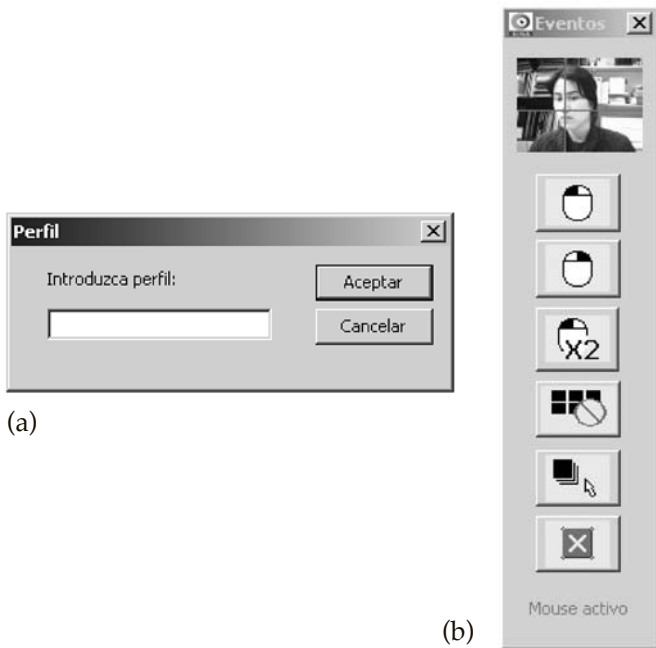 Perfil
Introduzca perfil:
Aceptar
Cancelar
(a)
Eventos
X2
Mouse activo
(b)